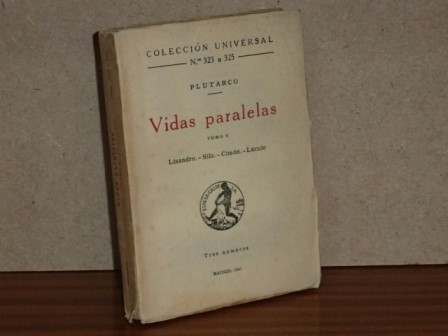 COLECCIÓN UNIVERSAL
N.os 323 a 325
PLUTARCO
Vidas paralelas
TOMO V
Lisandro.-Sila.-Cimón.-Lúculo
Tres números